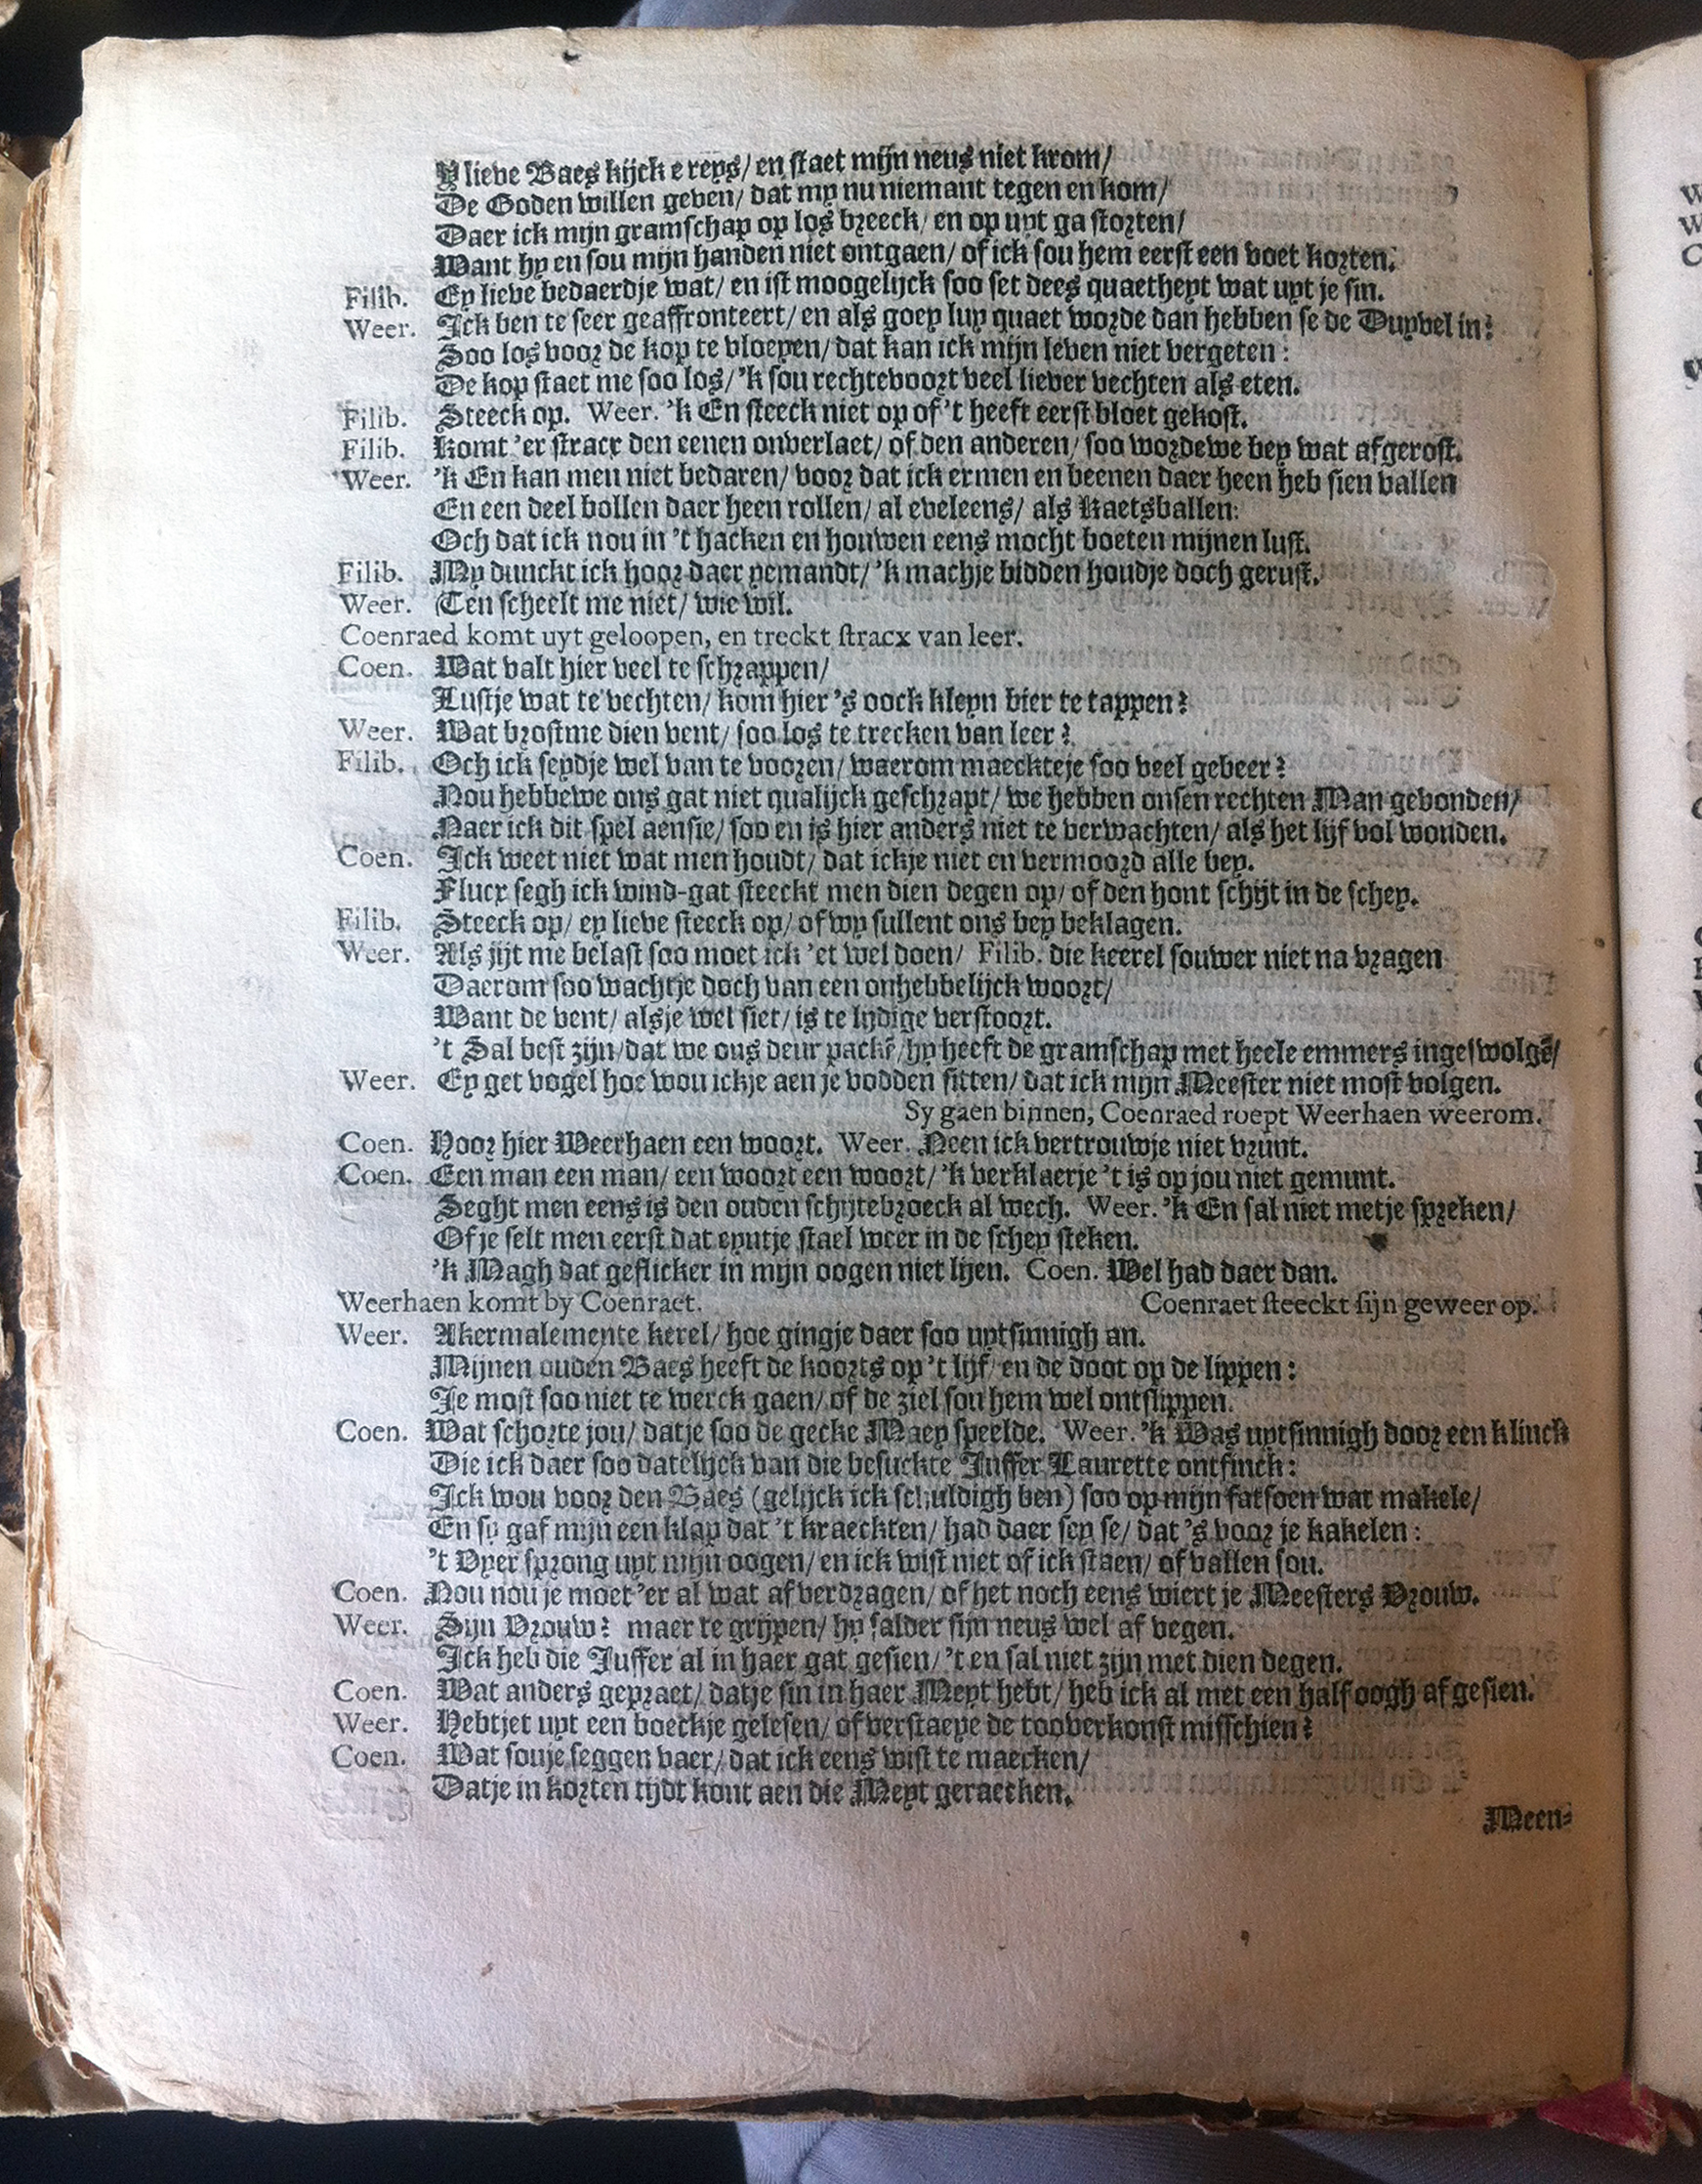 Y lieve Baes kijck e reys/ en staet mijn neus niet krom/
De Goden willen geven/ dat my nu niemant tegen en kom/
Daer ick mijn gramschap op los breeck/ en op uyt ga storten/
Want hy en sou mijn handen niet ontgaen/ of ick sou hem eerst een voet korten.
Filib. Ey lieve bedaerdje wat/ en ist moogelijck soo set dees quaetheyt wat uyt je sin.
Weer. Ick ben te seer geaffronteert/ en als goey luy quaet worde dan hebben se de Duyvel in?
Soo los voor de kop te vloeyen/ dat kan ick mijn leven niet vergeten:
De kop staet me soo los/ 'k sou rechtevoort veel liever vechten als eten.
Filib. Steeck op. Weer. 'k En steeck niet op of 't heeft eerst bloet gekost.
Filib. Komt 'er stracx den eenen onverlaet/ of den anderen/ soo wordewe bey wat afgerost.
Weer. 'k En kan men niet bedaren/ voor dat ick ermen en beenen daer heen heb sien vallen
En een deel bollen daer heen rollen/ al eveleens/ als Kaetsballen:
Och dat ick nou in 't hacken en houwen eens mocht boeten mijnen lust.
Filib. My dunckt ick hoor daer yemandt/ 'k machje bidden houdje doch gerust.
Weer. Ten scheelt me niet/ wie wil.
Coenraed komt uyt geloopen, en treckt stracx van leer.
Coen. Wat valt hier veel te schrappen/
Lustje wat te vechten/ kom hier 's oock kleyn bier te tappen?
Weer. Wat brostme dien vent/ soo los te trecken van leer?
Filib. Och ick seydje wel van te vooren/ waerom maeckteje soo veel gebeer?
Nou hebbewe ons gat niet qualijck geschrapt/ we hebben onsen rechten Man gevonden/
Naer ick dit spel aensie/ soo en is hier anders niet te verwachten/ als het lijf vol wonden.
Coen. Ick weet niet wat men houdt/ dat ickje niet en vermoord alle bey.
Flucx segh ick wind-gat steeckt men dien degen op/ of den hont schijt in de schey.
Filib. Steeck op/ ey lieve steeck op/ of wy sullent ons bey beklagen.
Weer. Als jijt me belast soo moet ick 'et wel doen/ Filib. die keerel souwer niet na vragen
Daerom soo wachtje doch van een onhebbelijck woort/
Want de vent/ alsje wel siet/ is te lydige verstoort.
't Sal best zijn/ dat we ons deur packẽ/ hy heeft de gramschap met heele emmers ingeswolgẽ/
Weer. Ey get vogel hoe wou ickje aen je vodden sitten/ dat ick mijn Meester niet most volgen.
Sy gaen binnen, Coenraed roept Weerhaen weerom.
Coen. Hoor hier Weerhaen een woort. Weer. Neen ick vertrouwje niet vrunt.
Coen. Een man een man/ een woort een woort/ 'k verklaerje 't is op jou niet gemunt.
Seght men eens is den ouden schijtebroeck al wech. Weer. 'k En sal niet metje spreken/
Of je selt men eerst dat eyntje stael weer in de schey steken.
'k Magh dat geflicker in mijn oogen niet lijen. Coen. Wel had daer dan.
Weerhaen komt by Coenraet. Coenraet steeckt sijn geweer op.
Weer. Akermalemente kerel/ hoe gingje daer soo uytsinnigh an.
Mijnen ouden Baes heeft de koorts op 't lijf/ en de doot op de lippen:
Je most soo niet te werck gaen/ of de ziel sou hem wel ontslippen.
Coen. Wat schorte jou/ datje soo de gecke Maey speelde. Weer. 'k Was uytsinnigh door een klinck
Die ick daer soo datelijck van die besuckte Juffer Laurette ontfinck:
Ick wou voor den Baes (gelijck ick schuldigh ben) soo op mijn fatsoen wat makele/
En sy gaf mijn een klap dat 't kraeckten/ had daer sey se/ dat 's voor je kakelen:
't Vyer sprong uyt mijn oogen/ en ick wist niet of ick staen/ of vallen sou.
Coen. Nou nou je moet 'er al wat af verdragen/ of het noch eens wiert je Meesters Vrouw.
Weer. Sijn Vrouw? maer te grijpen/ hy salder sijn neus wel af vegen.
Ick heb die Juffer al in haer gat gesien/ 't en sal niet zijn met dien degen.
Coen. Wat anders gepraet/ datje sin in haer Meyt hebt/ heb ick al met een half oogh af gesien.
Weer. Hebtjet uyt een boeckje gelesen/ of verstaeye de tooverkonst misschien?
Coen. Wat souje seggen vaer/ dat ick eens wist te maecken/
Datje in korten tijdt kont aen die Meyt geraecken.
Meen-